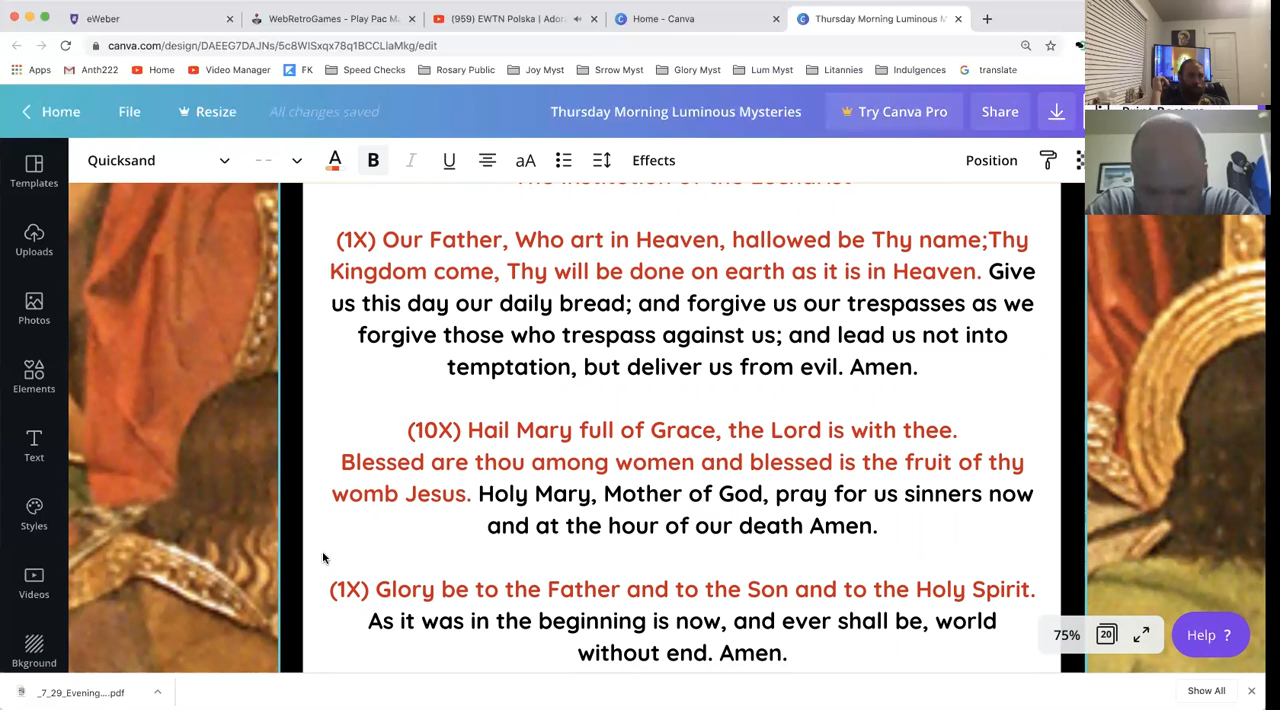 eWeber
WebRetroGames - Play Pac M
(959) EWTN Polska | Ador
Home - Canva
Thursday Morning Luminous M
canva.com/design/DAEEG7DAJNs/5c8WlSxqx78q1BCCLlaMkg/edit
Apps Anth222 Home Video Manager FK Speed Checks Rosary Public Joy Myst Srrow Myst Glory Myst Lum Myst Litannies Indulgences translate
Home File Resize All changes saved Thursday Morning Luminous Mysteries Try Canva Pro Share
Quicksand -- A B I U aA Effects Position
Templates
Uploads
Photos
Elements
Text
Styles
Videos
Bkground
The Institution of the Eucharist
(1X) Our Father, Who art in Heaven, hallowed be Thy name;Thy
Kingdom come, Thy will be done on earth as it is in Heaven. Give
us this day our daily bread; and forgive us our trespasses as we
forgive those who trespass against us; and lead us not into
temptation, but deliver us from evil. Amen.
(10X) Hail Mary full of Grace, the Lord is with thee.
Blessed are thou among women and blessed is the fruit of thy
womb Jesus. Holy Mary, Mother of God, pray for us sinners now
and at the hour of our death Amen.
(1X) Glory be to the Father and to the Son and to the Holy Spirit.
As it was in the beginning is now, and ever shall be, world
without end. Amen.
75% 20
Help ?
_7_29_Evening....pdf
Show All